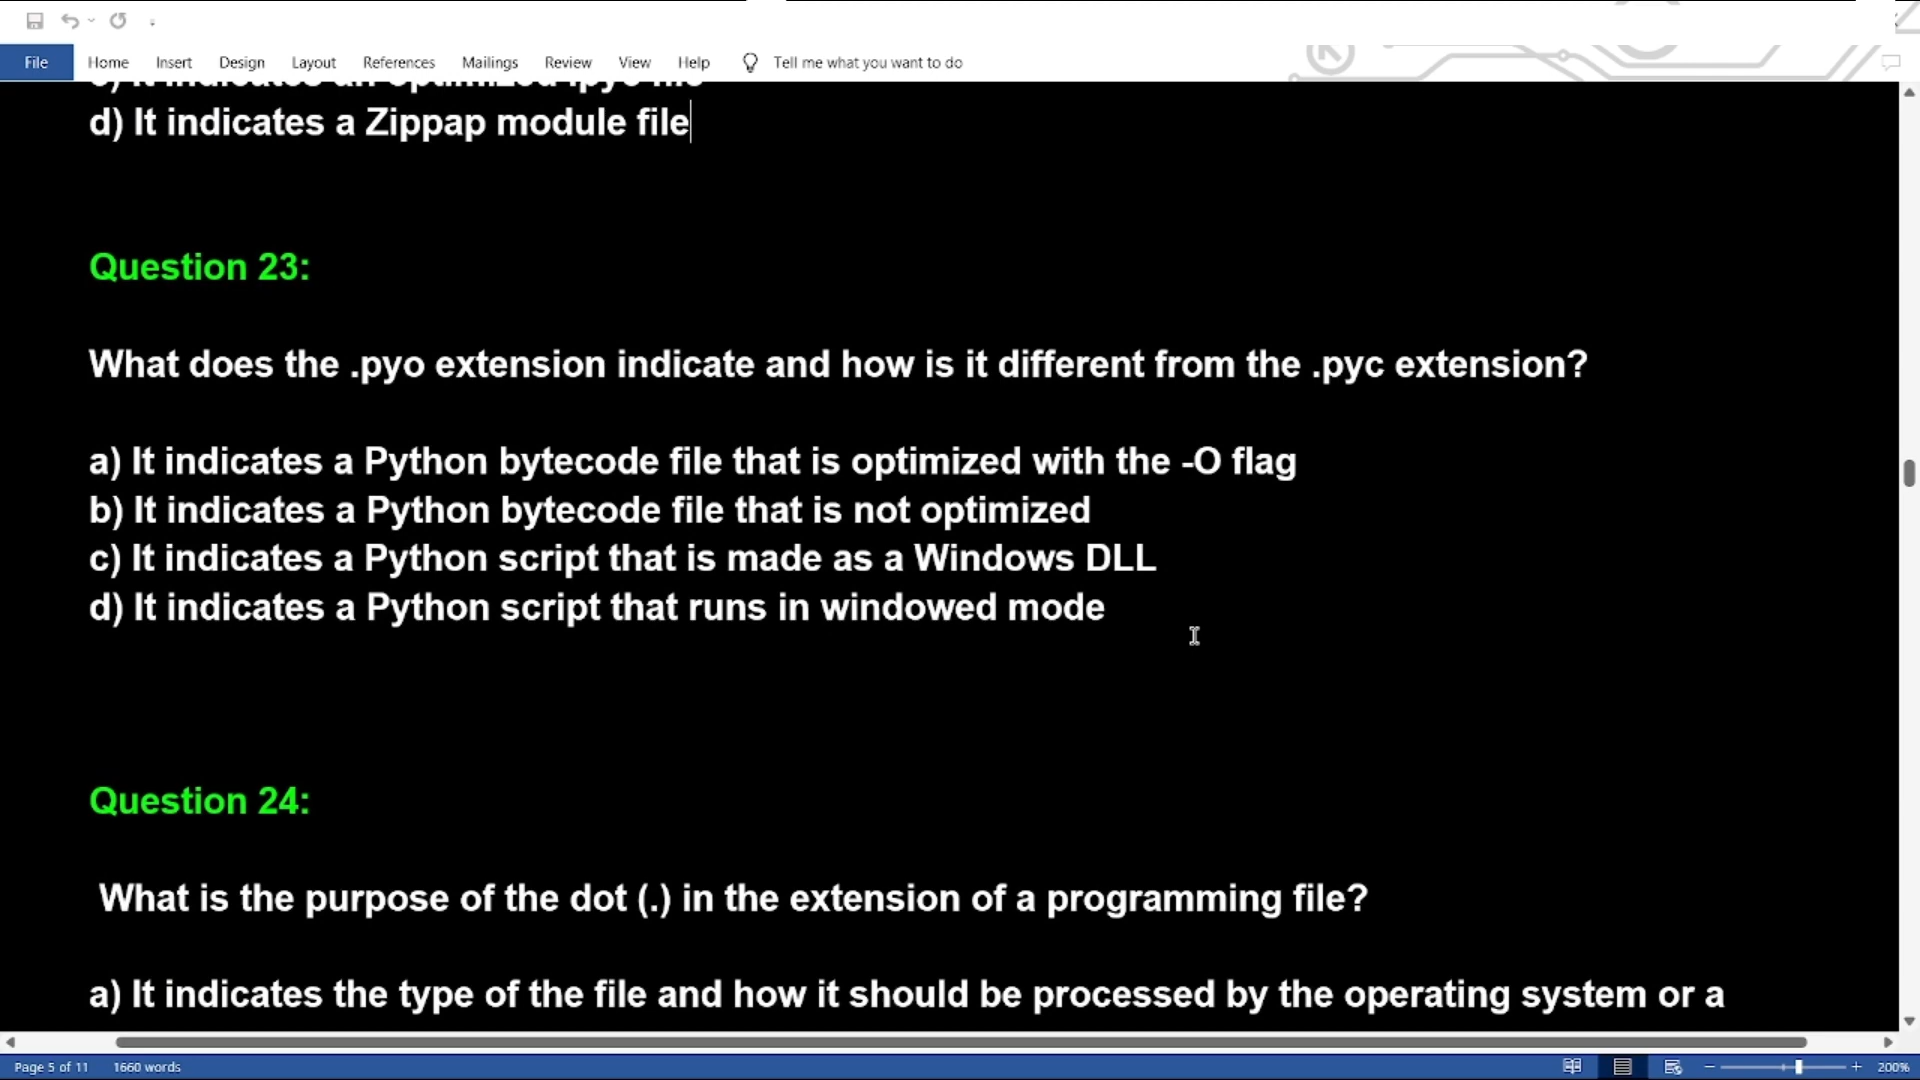 File Home Insert Design Layout References Mailings Review View Help Tell me what you want to do
d) It indicates a Zippap module file
Question 23:
What does the .pyo extension indicate and how is it different from the .pyc extension?
a) It indicates a Python bytecode file that is optimized with the -O flag
b) It indicates a Python bytecode file that is not optimized
c) It indicates a Python script that is made as a Windows DLL
d) It indicates a Python script that runs in windowed mode
Question 24:
What is the purpose of the dot (.) in the extension of a programming file?
a) It indicates the type of the file and how it should be processed by the operating system or a
Page 5 of 11 1660 words 200%